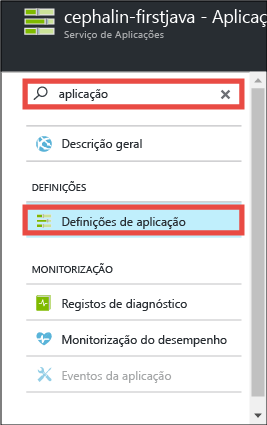 cephalin-firstjava - Aplicaç
Serviço de Aplicações
aplicação
Descrição geral
DEFINIÇÕES
Definições de aplicação
MONITORIZAÇÃO
Registos de diagnóstico
Monitorização do desempenho
Eventos da aplicação